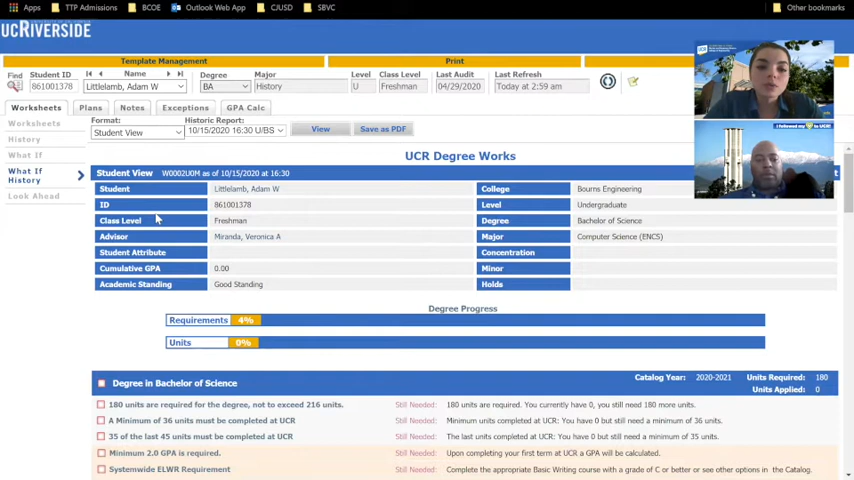 Apps TTP Admissions BCOE Outlook Web App CJUSD SBVC Other bookmarks
UCRIVERSIDE
Template Management Print
Find Student ID Name Degree Major Level Class Level Last Audit Last Refresh
861001378 Littlelamb, Adam W BA History U Freshman 04/29/2020 Today at 2:59 am
Worksheets Plans Notes Exceptions GPA Calc
Worksheets
History
What If
What If
History
Look Ahead
Format: Historic Report:
Student View 10/15/2020 16:30 U/BS View Save as PDF
UCR Degree Works
Student View W0002U0M as of 10/15/2020 at 16:30
Student Littlelamb, Adam W College Bourns Engineering
ID 861001378 Level Undergraduate
Class Level Freshman Degree Bachelor of Science
Advisor Miranda, Veronica A Major Computer Science (ENCS)
Student Attribute Concentration
Cumulative GPA 0.00 Minor
Academic Standing Good Standing Holds
Degree Progress
Requirements 4%
Units 0%
Degree in Bachelor of Science Catalog Year: 2020-2021 Units Required: 180
Units Applied: 0
180 units are required for the degree, not to exceed 216 units. Still Needed: 180 units are required for the degree. You currently have 0, you still need 180 more units.
A Minimum of 36 units must be completed at UCR Still Needed: Minimum units completed at UCR: You have 0 but still need a minimum of 36 units.
35 of the last 45 units must be completed at UCR Still Needed: The last units completed at UCR: You have 0 but still need a minimum of 35 units.
Minimum 2.0 GPA is required. Still Needed: Upon completing your first term at UCR a GPA will be calculated.
Systemwide ELWR Requirement Still Needed: Complete the appropriate Basic Writing course with a grade of C or better or see other options in the Catalog.